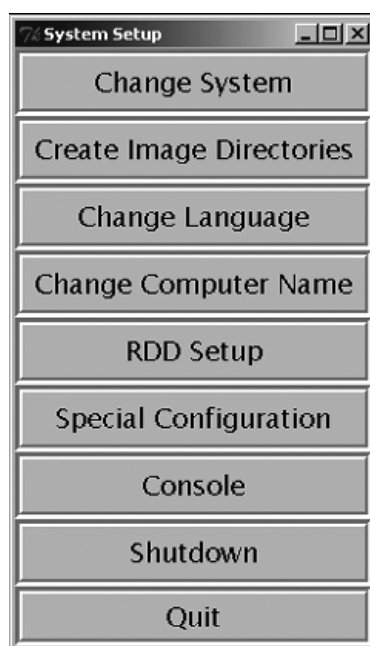 System Setup
Change System
Create Image Directories
Change Language
Change Computer Name
RDD Setup
Special Configuration
Console
Shutdown
Quit